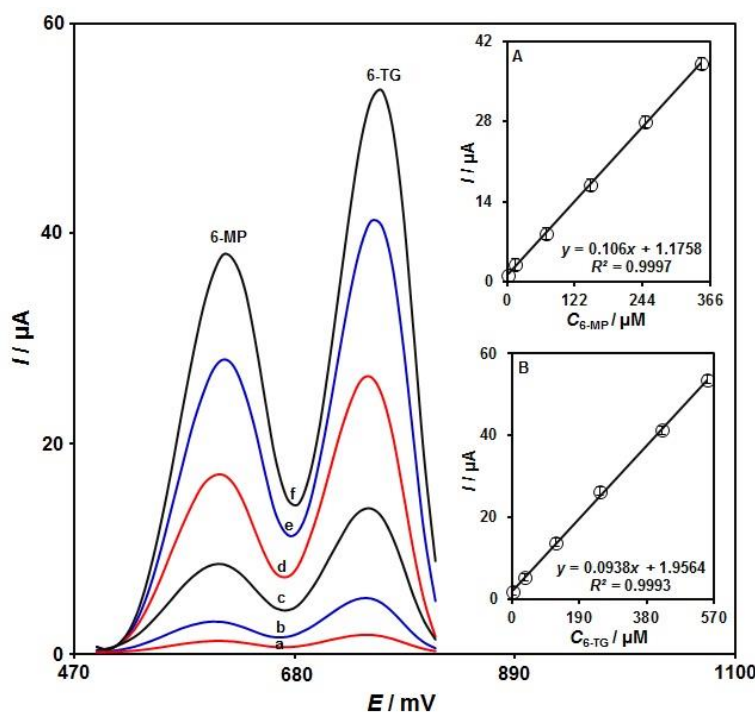 60
40
20
0
470
680
890
1100
I / µA
E / mV
6-MP
6-TG
f
e
d
c
b
a
A
42
28
14
0
0
122
244
366
I / µA
C6-MP / µM
y = 0.106x + 1.1758
R² = 0.9997
B
60
40
20
0
0
190
380
570
I / µA
C6-TG / µM
y = 0.0938x + 1.9564
R² = 0.9993